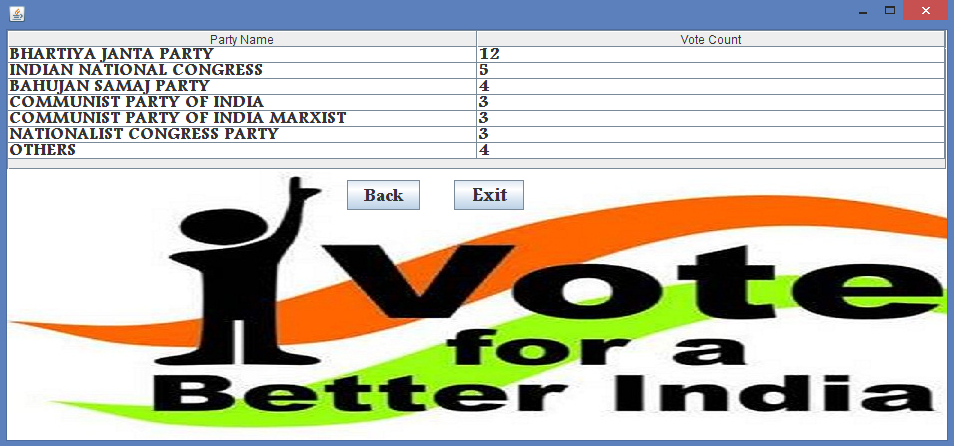 Party Name Vote Count
BHARTIYA JANTA PARTY 12
INDIAN NATIONAL CONGRESS 5
BAHUJAN SAMAJ PARTY 4
COMMUNIST PARTY OF INDIA 3
COMMUNIST PARTY OF INDIA MARXIST 3
NATIONALIST CONGRESS PARTY 3
OTHERS 4
Back Exit
i Vote
for a
Better India